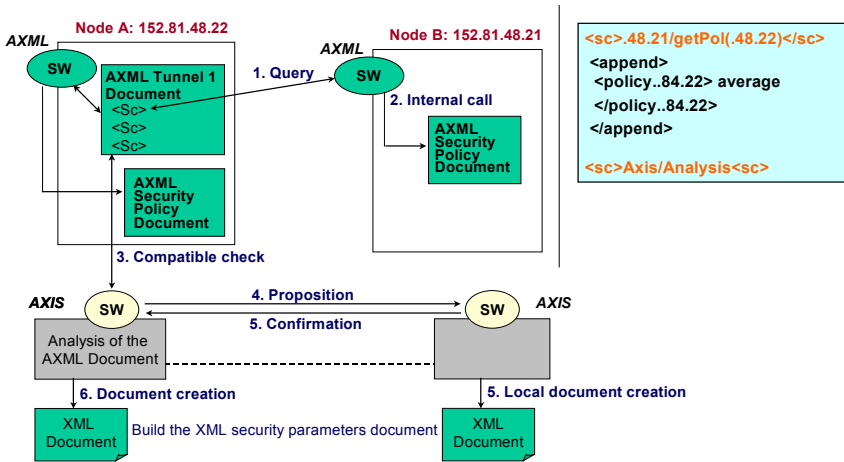 Node A: 152.81.48.22
AXML
SW
AXML Tunnel 1
Document
<Sc>
<Sc>
<Sc>
AXML
Security
Policy
Document
1. Query
Node B: 152.81.48.21
AXML
SW
2. Internal call
AXML
Security
Policy
Document
<sc>.48.21/getPol(.48.22)</sc>
<append>
<policy..84.22> average
</policy..84.22>
</append>
<sc>Axis/Analysis<sc>
3. Compatible check
AXIS
SW
4. Proposition
5. Confirmation
SW
AXIS
Analysis of the
AXML Document
6. Document creation
5. Local document creation
XML
Document
Build the XML security parameters document
XML
Document